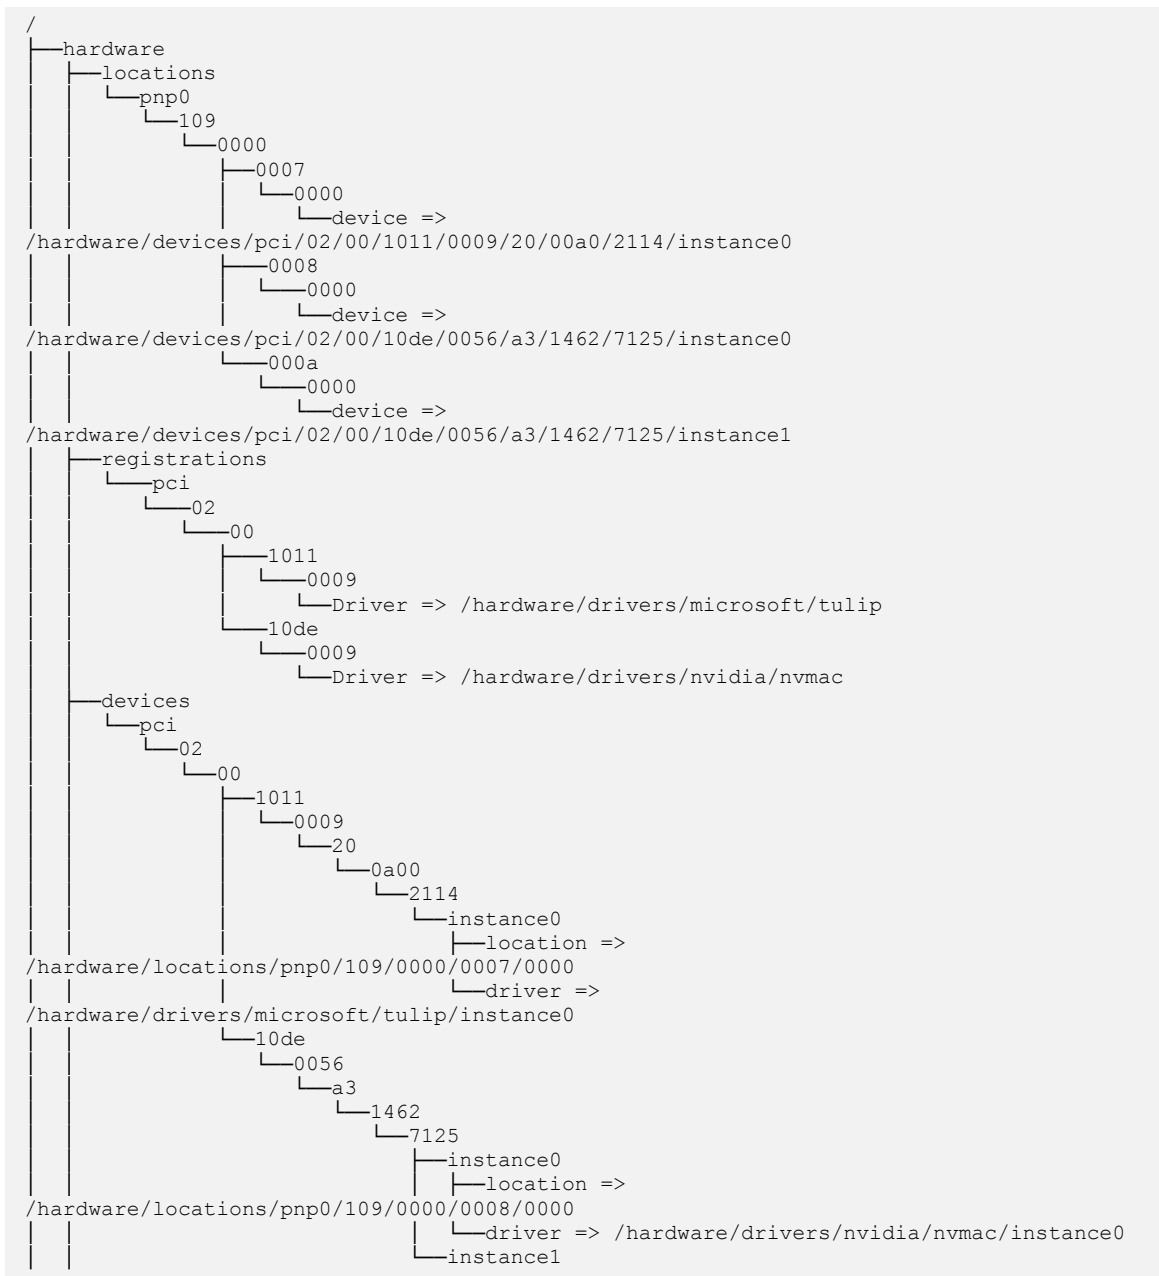 /
├──hardware
│  ├──locations
│  │  └──pnp0
│  │     └──109
│  │        └──0000
│  │           ├──0007
│  │           │  └──0000
│  │           │     └──device =>
/hardware/devices/pci/02/00/1011/0009/20/00a0/2114/instance0
│  │           ├───0008
│  │           │  └──0000
│  │           │     └──device =>
/hardware/devices/pci/02/00/10de/0056/a3/1462/7125/instance0
│  │           └───000a
│  │              └───0000
│  │                 └──device =>
/hardware/devices/pci/02/00/10de/0056/a3/1462/7125/instance1
│  ├──registrations
│  │  └───pci
│  │     └───02
│  │        └───00
│  │           ├───1011
│  │           │  └───0009
│  │           │     └──Driver => /hardware/drivers/microsoft/tulip
│  │           └───10de
│  │              └───0009
│  │                 └──Driver => /hardware/drivers/nvidia/nvmac
│  ├──devices
│  │  └──pci
│  │     └──02
│  │        └──00
│  │           ├──1011
│  │           │  └──0009
│  │           │     └──20
│  │           │        └──0a00
│  │           │           └──2114
│  │           │              └──instance0
│  │           │                 ├──location =>
/hardware/locations/pnp0/109/0000/0007/0000
│  │           │                 └──driver =>
/hardware/drivers/microsoft/tulip/instance0
│  │           └──10de
│  │              └──0056
│  │                 └──a3
│  │                    └──1462
│  │                       └──7125
│  │                          ├──instance0
│  │                          │  ├──location =>
/hardware/locations/pnp0/109/0000/0008/0000
│  │                          │  └──driver => /hardware/drivers/nvidia/nvmac/instance0
│  │                          └──instance1